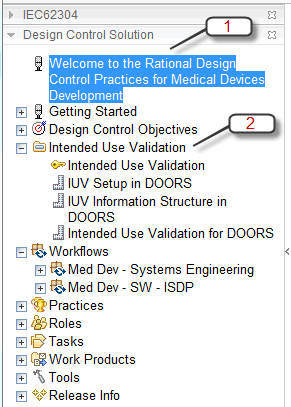 IEC62304
1
Design Control Solution
Welcome to the Rational Design
Control Practices for Medical Devices
Development
Getting Started
Design Control Objectives
2
Intended Use Validation
Intended Use Validation
IUV Setup in DOORS
IUV Information Structure in
DOORS
Intended Use Validation for DOORS
Workflows
Med Dev - Systems Engineering
Med Dev - SW - ISDP
Practices
Roles
Tasks
Work Products
Tools
Release Info